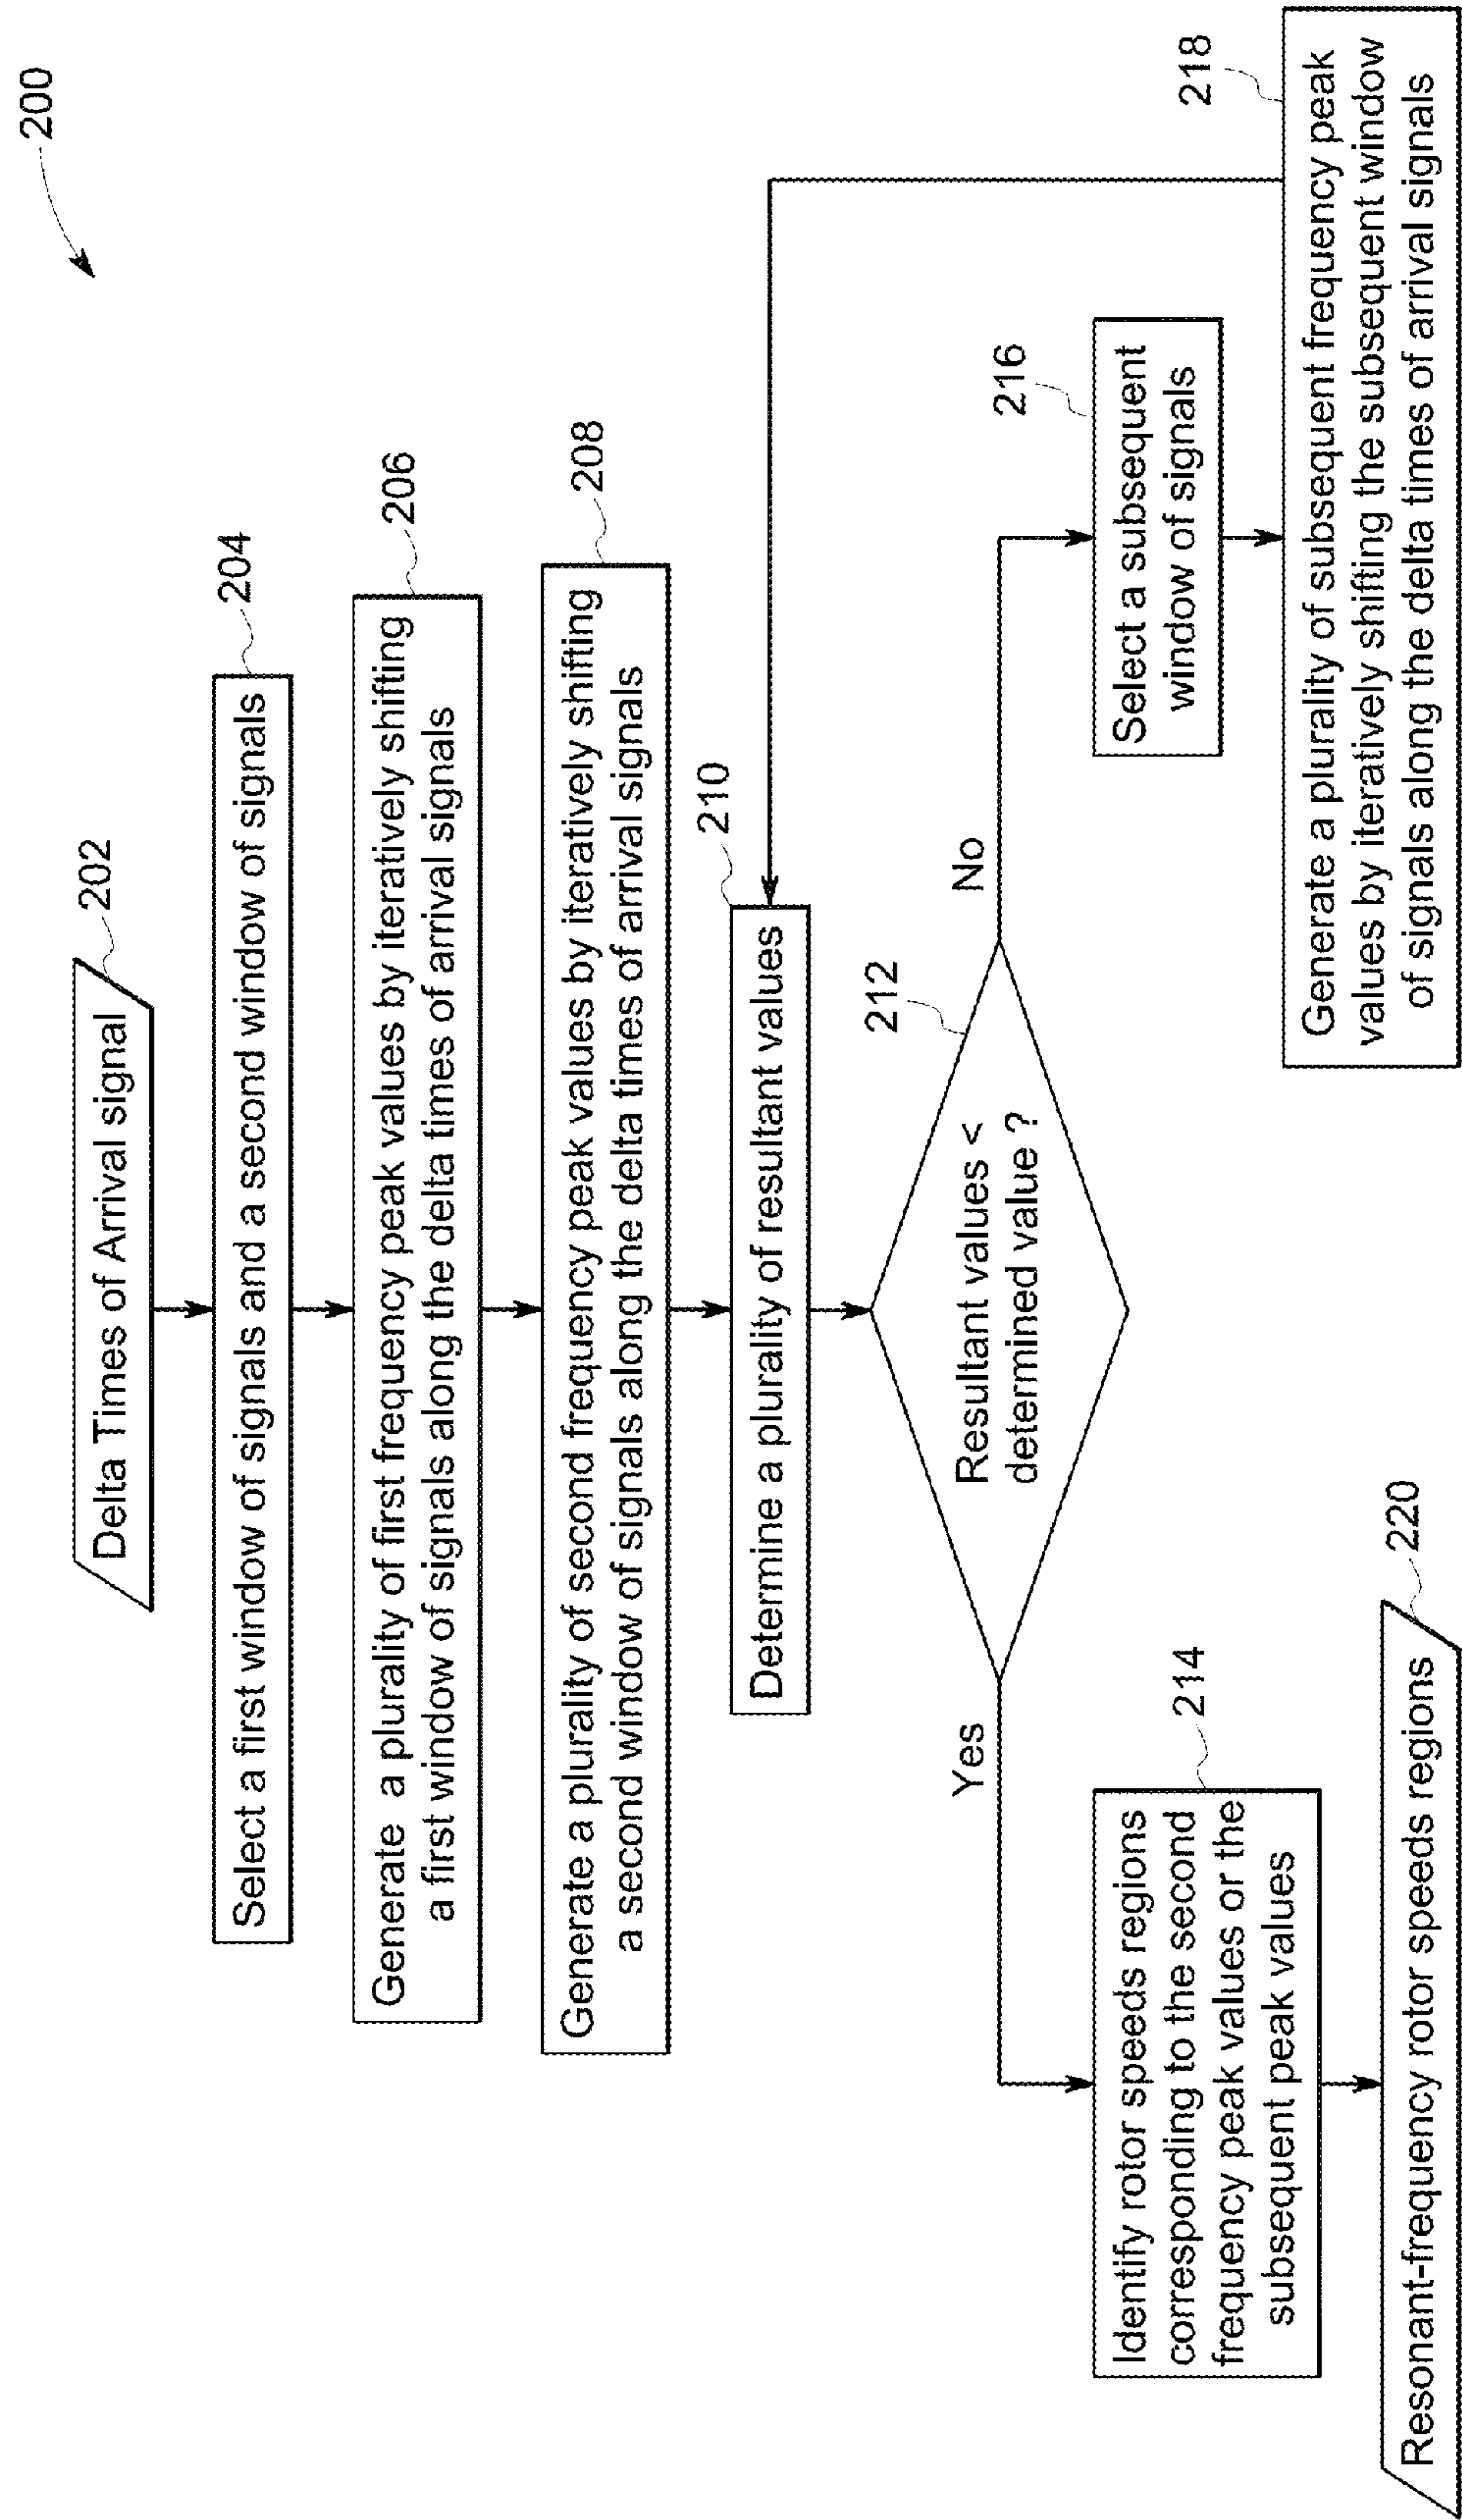 200
Delta Times of Arrival signal
202
Select a first window of signals and a second window of signals
204
Generate a plurality of first frequency peak values by iteratively shifting
a first window of signals along the delta times of arrival signals
206
Generate a plurality of second frequency peak values by iteratively shifting
a second window of signals along the delta times of arrival signals
208
Determine a plurality of resultant values
210
Resultant values <
determined value ?
212
Yes
No
Identify rotor speeds regions
corresponding to the second
frequency peak values or the
subsequent peak values
214
Select a subsequent
window of signals
216
Generate a plurality of subsequent frequency peak
values by iteratively shifting the subsequent window
of signals along the delta times of arrival signals
218
Resonant-frequency rotor speeds regions
220